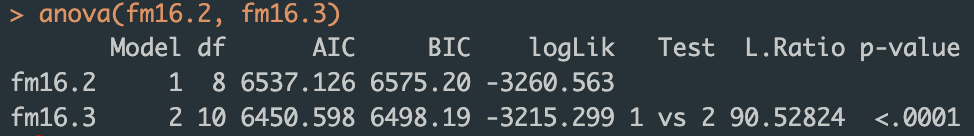 > anova(fm16.2, fm16.3)
Model df AIC BIC logLik Test L.Ratio p-value
fm16.2 1 8 6537.126 6575.20 -3260.563
fm16.3 2 10 6450.598 6498.19 -3215.299 1 vs 2 90.52824 <.0001